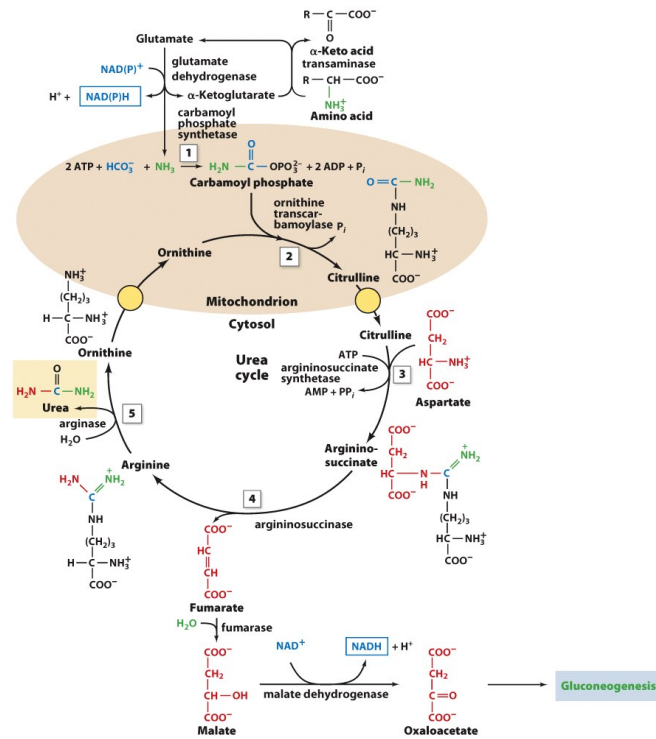 R—C—COO⁻
O
Glutamate
α-Keto acid
transaminase
NAD(P)⁺
glutamate
dehydrogenase
R—CH—COO⁻
NH₃⁺
Amino acid
H⁺ + NAD(P)H
α-Ketoglutarate
carbamoyl
phosphate
synthetase
1
O
2 ATP + HCO₃⁻ + NH₃ → H₂N—C—OPO₃²⁻ + 2 ADP + Pᵢ
Carbamoyl phosphate
O=C—NH₂
NH
(CH₂)₃
HC—NH₃⁺
COO⁻
ornithine
transcar-
bamoylase
Pᵢ
2
Ornithine
Citrulline
Mitochondrion
Cytosol
NH₃⁺
(CH₂)₃
H—C—NH₃⁺
COO⁻
Ornithine
Citrulline
COO⁻
CH₂
HC—NH₃⁺
COO⁻
Aspartate
Urea
cycle
ATP
argininosuccinate
synthetase
AMP + PPᵢ
3
O
H₂N—C—NH₂
Urea
arginase
H₂O
5
Arginine
Arginino-
succinate
COO⁻
CH₂
HC—N—C
H
COO⁻
NH₂⁺
NH
(CH₂)₃
HC—NH₃⁺
COO⁻
H₂N
NH₂⁺
C
NH
(CH₂)₃
H—C—NH₃⁺
COO⁻
4
argininosuccinase
COO⁻
HC
CH
COO⁻
Fumarate
H₂O
fumarase
COO⁻
CH₂
CH—OH
COO⁻
Malate
NAD⁺
NADH + H⁺
malate dehydrogenase
COO⁻
CH₂
C=O
COO⁻
Oxaloacetate
Gluconeogenesis